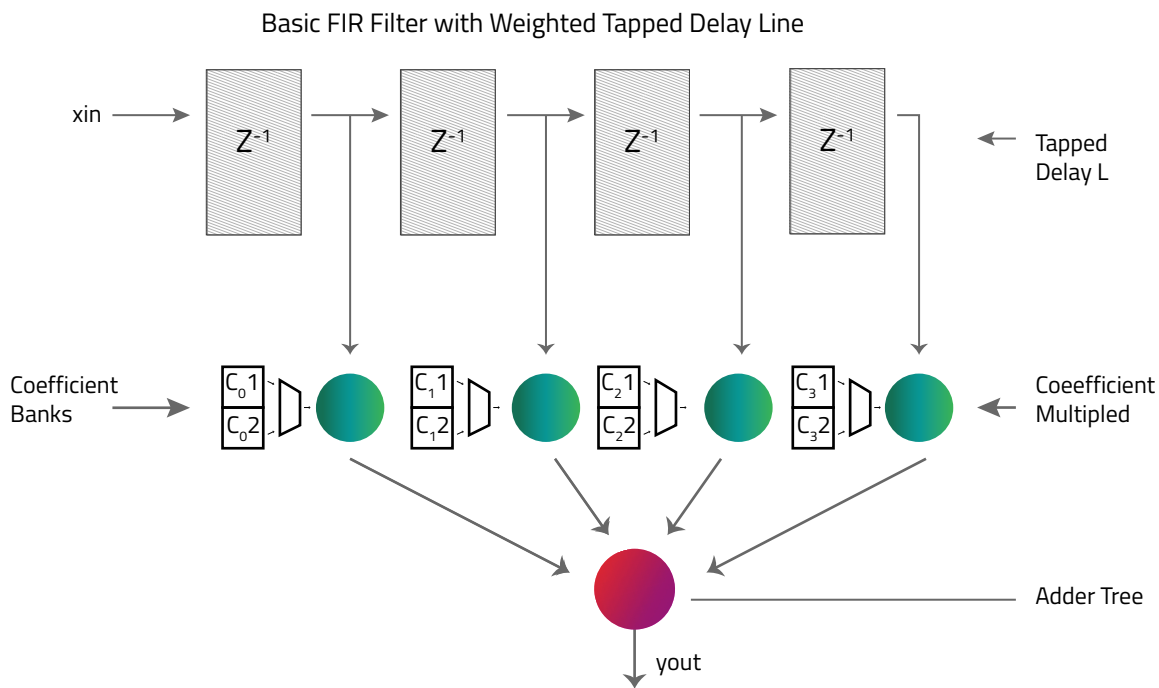 Basic FIR Filter with Weighted Tapped Delay Line
xin
Z⁻¹
Z⁻¹
Z⁻¹
Z⁻¹
Tapped
Delay L
Coefficient
Banks
C₀1
C₀2
C₁1
C₁2
C₂1
C₂2
C₃1
C₃2
Coeefficient
Multipled
Adder Tree
yout